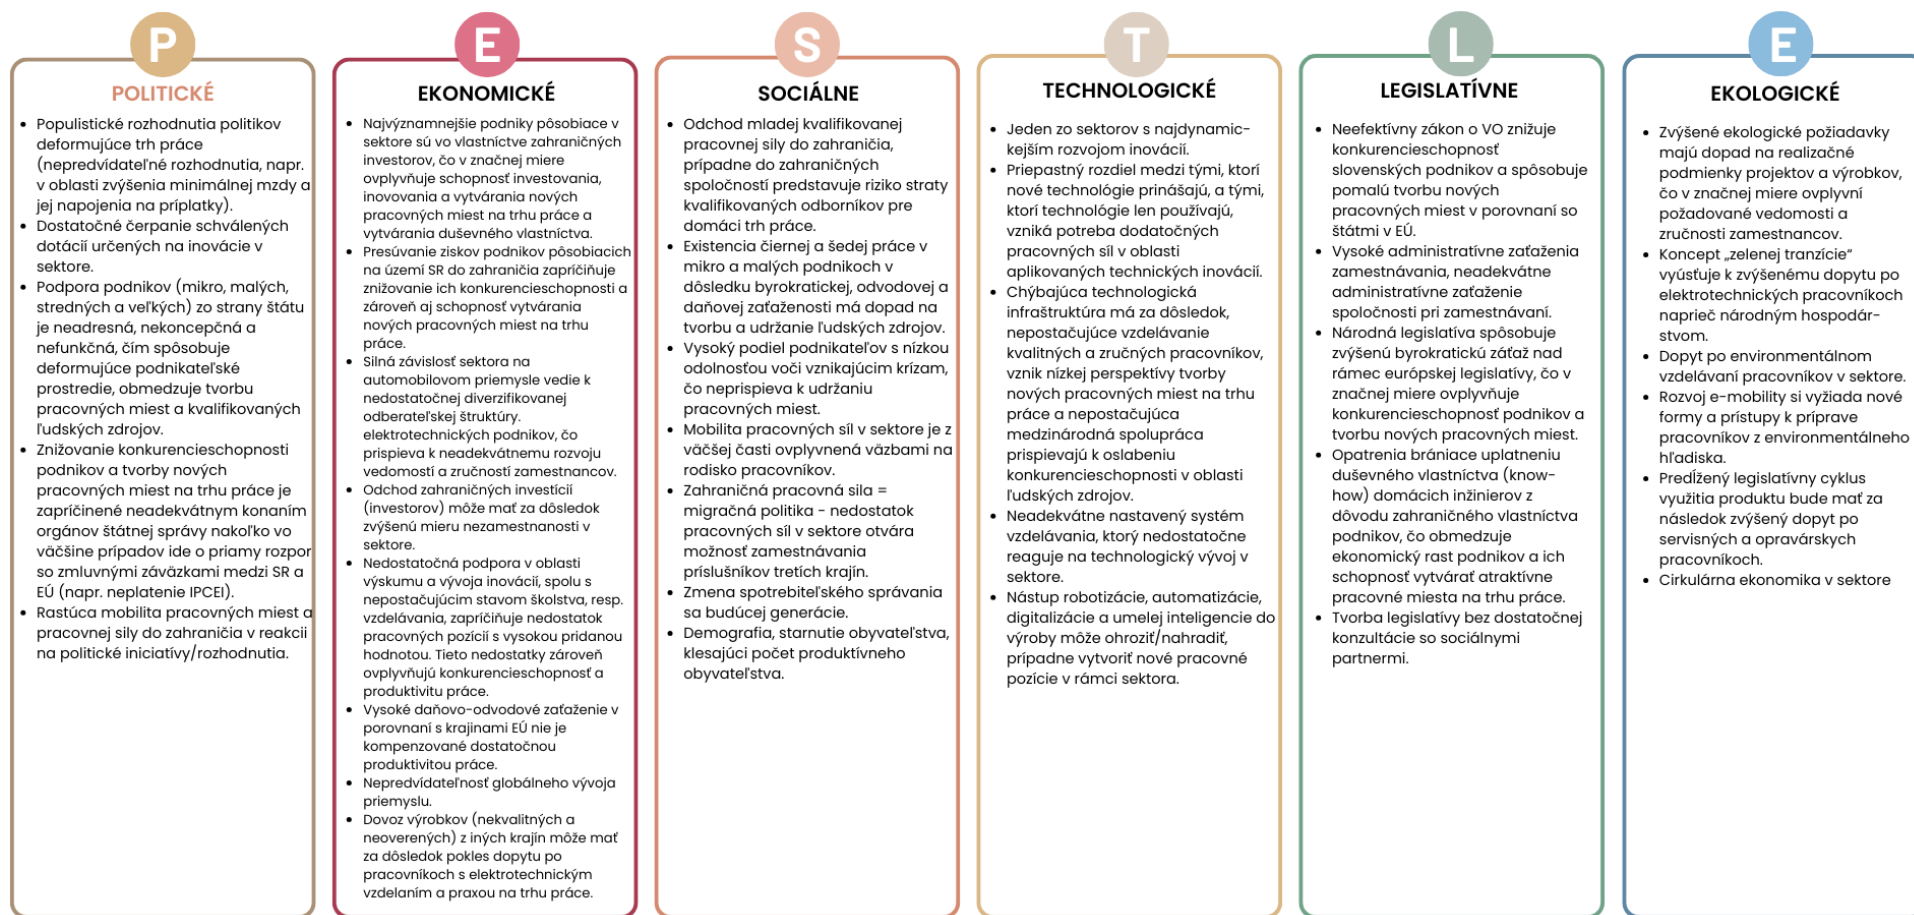 P
POLITICKÉ
• Populistické rozhodnutia politikov
deformujúce trh práce
(nepredvídateľné rozhodnutia, napr.
v oblasti zvýšenia minimálnej mzdy a
jej napojenia na príplatky).
• Dostatočné čerpanie schválených
dotácií určených na inovácie v
sektore.
• Podpora podnikov (mikro, malých,
stredných a veľkých) zo strany štátu
je neadresná, nekoncepčná a
nefunkčná, čím spôsobuje
deformujúce podnikateľské
prostredie, obmedzuje tvorbu
pracovných miest a kvalifikovaných
ľudských zdrojov.
• Znižovanie konkurencieschopnosti
podnikov a tvorby nových
pracovných miest na trhu práce je
zapríčinené neadekvátnym konaním
orgánov štátnej správy nakoľko vo
väčšine prípadov ide o priamy rozpor
so zmluvnými záväzkami medzi SR a
EÚ (napr. neplatenie IPCEI).
• Rastúca mobilita pracovných miest a
pracovnej sily do zahraničia v reakcii
na politické iniciatívy/rozhodnutia.
E
EKONOMICKÉ
• Najvýznamnejšie podniky pôsobiace v
sektore sú vo vlastníctve zahraničných
investorov, čo v značnej miere
ovplyvňuje schopnosť investovania,
inovovania a vytvárania nových
pracovných miest na trhu práce a
vytvárania duševného vlastníctva.
• Presúvanie ziskov podnikov pôsobiacich
na území SR do zahraničia zapríčiňuje
znižovanie ich konkurencieschopnosti a
zároveň aj schopnosť vytvárania
nových pracovných miest na trhu
práce.
• Silná závislosť sektora na
automobilovom priemysle vedie k
nedostatočnej diverzifikovanej
odberateľskej štruktúry.
elektrotechnických podnikov, čo
prispieva k neadekvátnemu rozvoju
vedomostí a zručností zamestnancov.
• Odchod zahraničných investícií
(investorov) môže mať za dôsledok
zvýšenú mieru nezamestnanosti v
sektore.
• Nedostatočná podpora v oblasti
výskumu a vývoja inovácií, spolu s
nepostačujúcim stavom školstva, resp.
vzdelávania, zapríčiňuje nedostatok
pracovných pozícií s vysokou pridanou
hodnotou. Tieto nedostatky zároveň
ovplyvňujú konkurencieschopnosť a
produktivitu práce.
• Vysoké daňovo-odvodové zaťaženie v
porovnaní s krajinami EÚ nie je
kompenzované dostatočnou
produktivitou práce.
• Nepredvídateľnosť globálneho vývoja
priemyslu.
• Dovoz výrobkov (nekvalitných a
neoverených) z iných krajín môže mať
za dôsledok pokles dopytu po
pracovníkoch s elektrotechnickým
vzdelaním a praxou na trhu práce.
S
SOCIÁLNE
• Odchod mladej kvalifikovanej
pracovnej sily do zahraničia,
prípadne do zahraničných
spoločností predstavuje riziko straty
kvalifikovaných odborníkov pre
domáci trh práce.
• Existencia čiernej a šedej práce v
mikro a malých podnikoch v
dôsledku byrokratickej, odvodovej a
daňovej zaťaženosti má dopad na
tvorbu a udržanie ľudských zdrojov.
• Vysoký podiel podnikateľov s nízkou
odolnosťou voči vznikajúcim krízam,
čo neprispieva k udržaniu
pracovných miest.
• Mobilita pracovných síl v sektore je z
väčšej časti ovplyvnená väzbami na
rodisko pracovníkov.
• Zahraničná pracovná sila =
migračná politika - nedostatok
pracovných síl v sektore otvára
možnosť zamestnávania
príslušníkov tretích krajín.
• Zmena spotrebiteľského správania
sa budúcej generácie.
• Demografia, starnutie obyvateľstva,
klesajúci počet produktívneho
obyvateľstva.
T
TECHNOLOGICKÉ
• Jeden zo sektorov s najdynamic-
kejším rozvojom inovácií.
• Priepastný rozdiel medzi tými, ktorí
nové technológie prinášajú, a tými,
ktorí technológie len používajú,
vzniká potreba dodatočných
pracovných síl v oblasti
aplikovaných technických inovácií.
• Chýbajúca technologická
infraštruktúra má za dôsledok,
nepostačujúce vzdelávanie
kvalitných a zručných pracovníkov,
vznik nízkej perspektívy tvorby
nových pracovných miest na trhu
práce a nepostačujúca
medzinárodná spolupráca
prispievajú k oslabeniu
konkurencieschopnosti v oblasti
ľudských zdrojov.
• Neadekvátne nastavený systém
vzdelávania, ktorý nedostatočne
reaguje na technologický vývoj v
sektore.
• Nástup robotizácie, automatizácie,
digitalizácie a umelej inteligencie do
výroby môže ohroziť/nahradiť,
prípadne vytvoriť nové pracovné
pozície v rámci sektora.
L
LEGISLATÍVNE
• Neefektívny zákon o VO znižuje
konkurencieschopnosť
slovenských podnikov a spôsobuje
pomalú tvorbu nových
pracovných miest v porovnaní so
štátmi v EÚ.
• Vysoké administratívne zaťaženia
zamestnávania, neadekvátne
administratívne zaťaženie
spoločnosti pri zamestnávaní.
• Národná legislatíva spôsobuje
zvýšenú byrokratickú záťaž nad
rámec európskej legislatívy, čo v
značnej miere ovplyvňuje
konkurencieschopnosť podnikov a
tvorbu nových pracovných miest.
• Opatrenia brániace uplatneniu
duševného vlastníctva (know-
how) domácich inžinierov z
dôvodu zahraničného vlastníctva
podnikov, čo obmedzuje
ekonomický rast podnikov a ich
schopnosť vytvárať atraktívne
pracovné miesta na trhu práce.
• Tvorba legislatívy bez dostatočnej
konzultácie so sociálnymi
partnermi.
E
EKOLOGICKÉ
• Zvýšené ekologické požiadavky
majú dopad na realizačné
podmienky projektov a výrobkov,
čo v značnej miere ovplyvní
požadované vedomosti a
zručnosti zamestnancov.
• Koncept „zelenej tranzície“
vyúsťuje k zvýšenému dopytu po
elektrotechnických pracovníkoch
naprieč národným hospodár-
stvom.
• Dopyt po environmentálnom
vzdelávaní pracovníkov v sektore.
• Rozvoj e-mobility si vyžiada nové
formy a prístupy k príprave
pracovníkov z environmentálneho
hľadiska.
• Predĺžený legislatívny cyklus
využitia produktu bude mať za
následok zvýšený dopyt po
servisných a opravárskych
pracovníkoch.
• Cirkulárna ekonomika v sektore